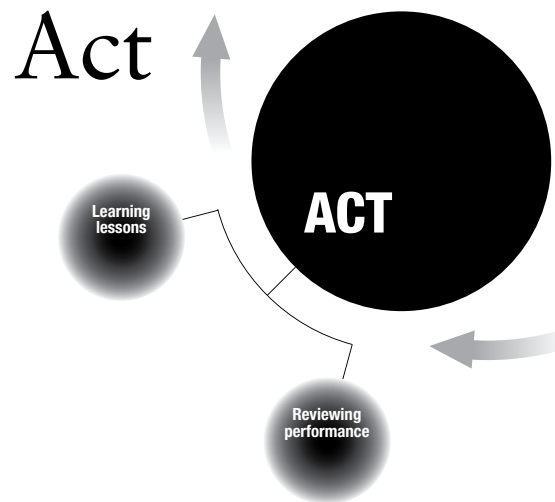 Act
ACT
Learning
lessons
Reviewing
performance